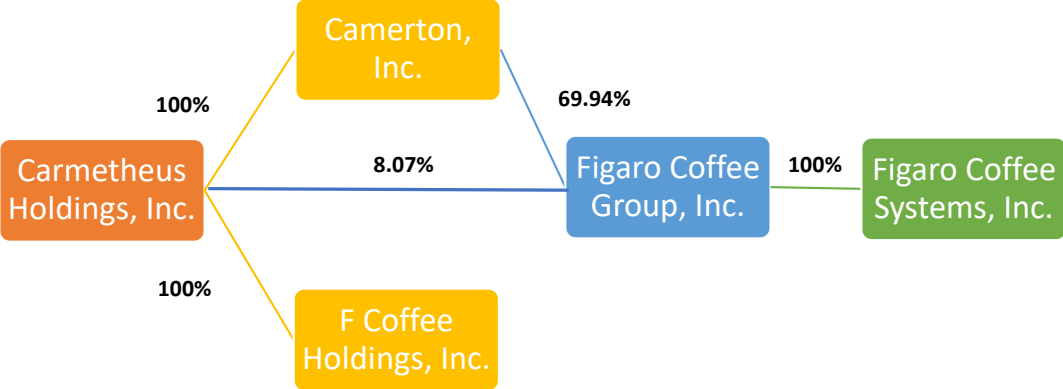 Camerton,
Inc.
100%
69.94%
Carmetheus
Holdings, Inc.
8.07%
Figaro Coffee
Group, Inc.
100%
Figaro Coffee
Systems, Inc.
100%
F Coffee
Holdings, Inc.